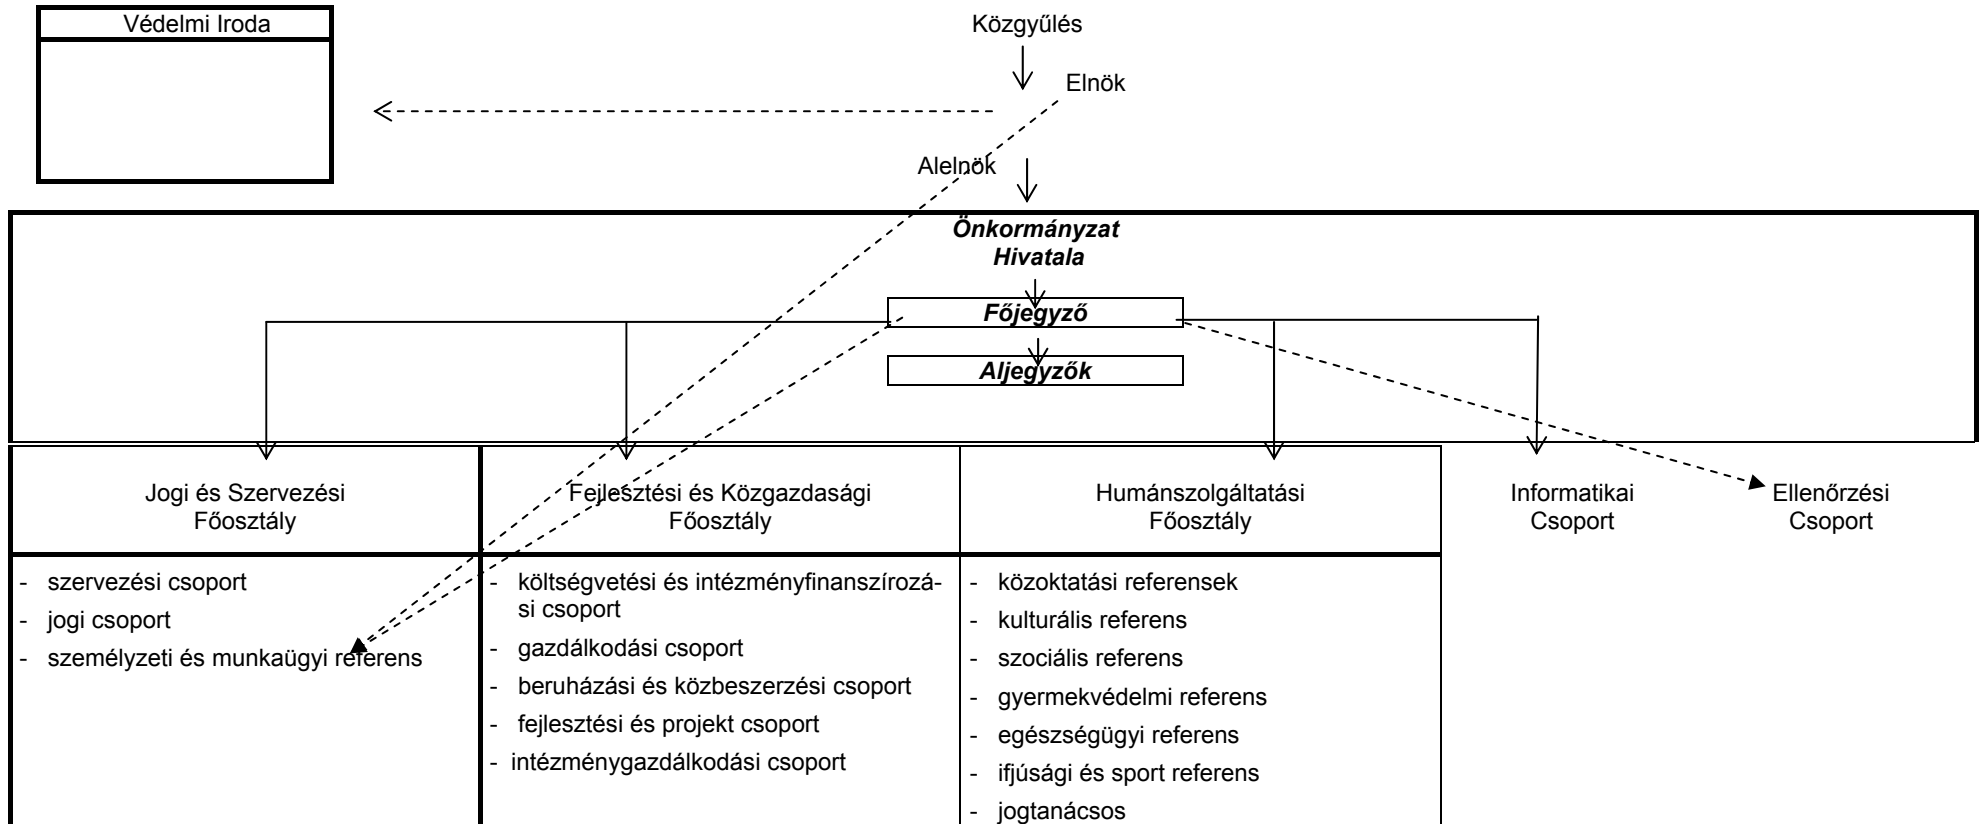 Védelmi Iroda
Közgyűlés
Elnök
Alelnök
Önkormányzat
Hivatala
Főjegyző
Aljegyzők
Jogi és Szervezési
Főosztály
- szervezési csoport
- jogi csoport
- személyzeti és munkaügyi referens
Fejlesztési és Közgazdasági
Főosztály
- költségvetési és intézményfinanszírozá-
si csoport
- gazdálkodási csoport
- beruházási és közbeszerzési csoport
- fejlesztési és projekt csoport
- intézménygazdálkodási csoport
Humánszolgáltatási
Főosztály
- közoktatási referensek
- kulturális referens
- szociális referens
- gyermekvédelmi referens
- egészségügyi referens
- ifjúsági és sport referens
- jogtanácsos
Informatikai
Csoport
Ellenőrzési
Csoport